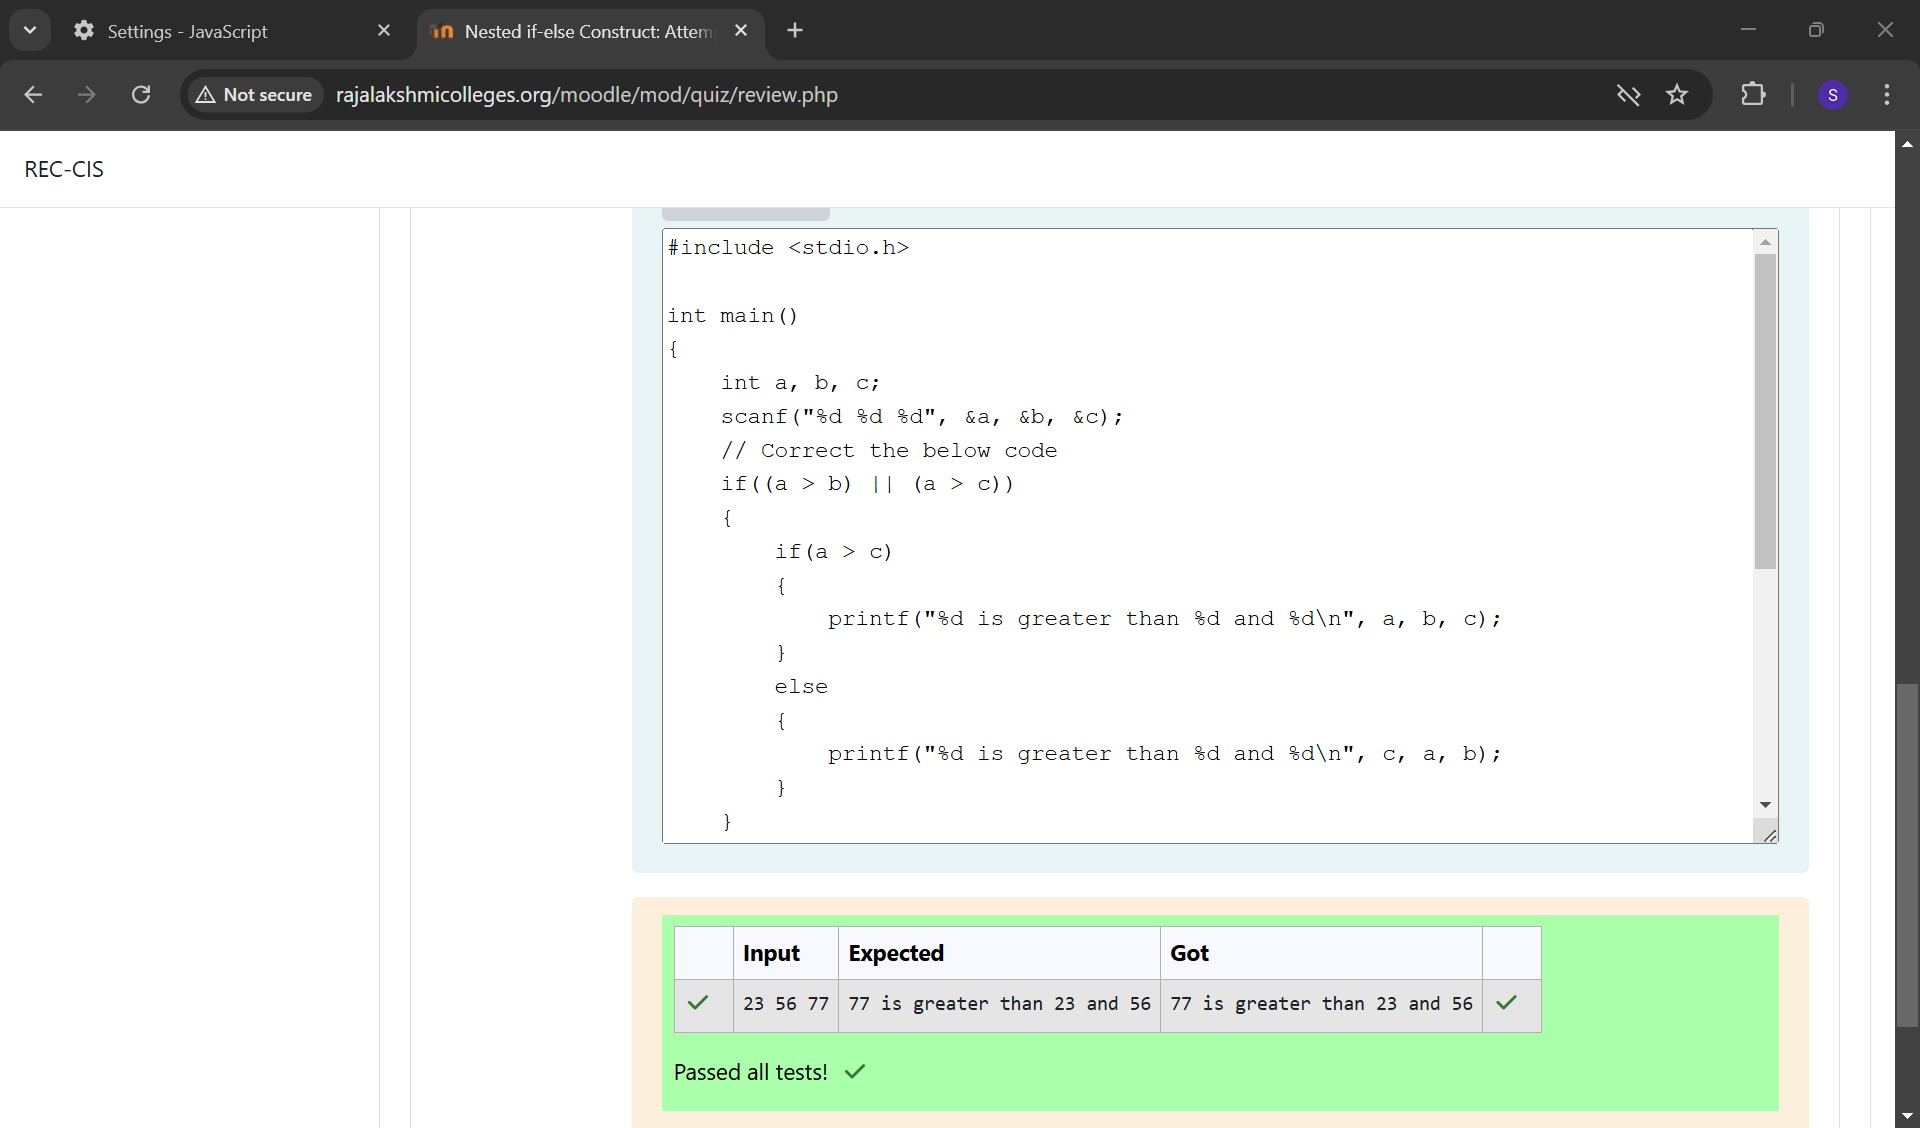 Settings - JavaScript
Nested if-else Construct: Attem
Not secure
rajalakshmicolleges.org/moodle/mod/quiz/review.php
S
REC-CIS
#include <stdio.h>
int main()
{
    int a, b, c;
    scanf("%d %d %d", &a, &b, &c);
    // Correct the below code
    if((a > b) || (a > c))
    {
        if(a > c)
        {
            printf("%d is greater than %d and %d\n", a, b, c);
        }
        else
        {
            printf("%d is greater than %d and %d\n", c, a, b);
        }
    }
Input Expected Got
23 56 77 77 is greater than 23 and 56 77 is greater than 23 and 56
Passed all tests!